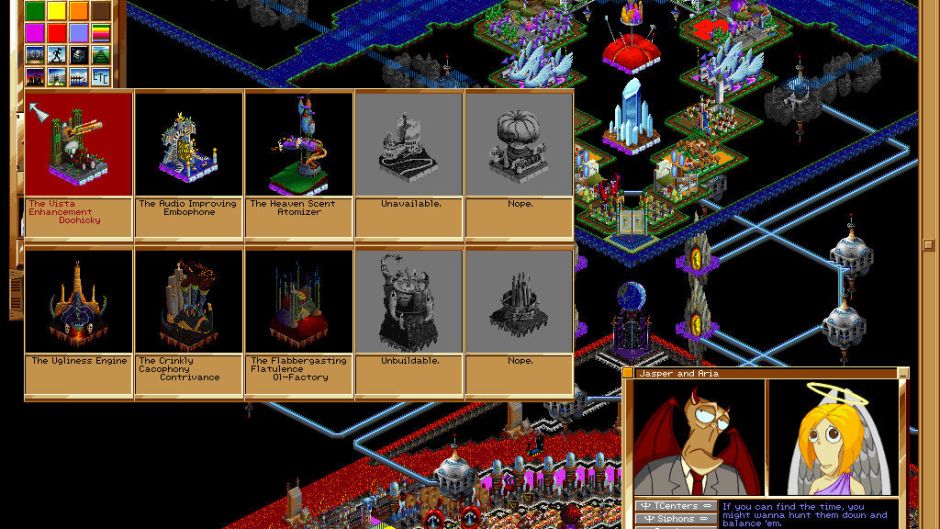 The Vista
Enhancement
Doohicky
The Audio Improving
Embophone
The Heaven Scent
Atomizer
Unavailable.
Nope.
The Ugliness Engine
The Crinkly
Cacophony
Contrivance
The Flabbergasting
Flatulence
Ol-Factory
Unbuildable.
Nope.
Jasper and Aria
TCenters
Siphons
If you can find the time, you
might wanna hunt them down and
balance 'em.